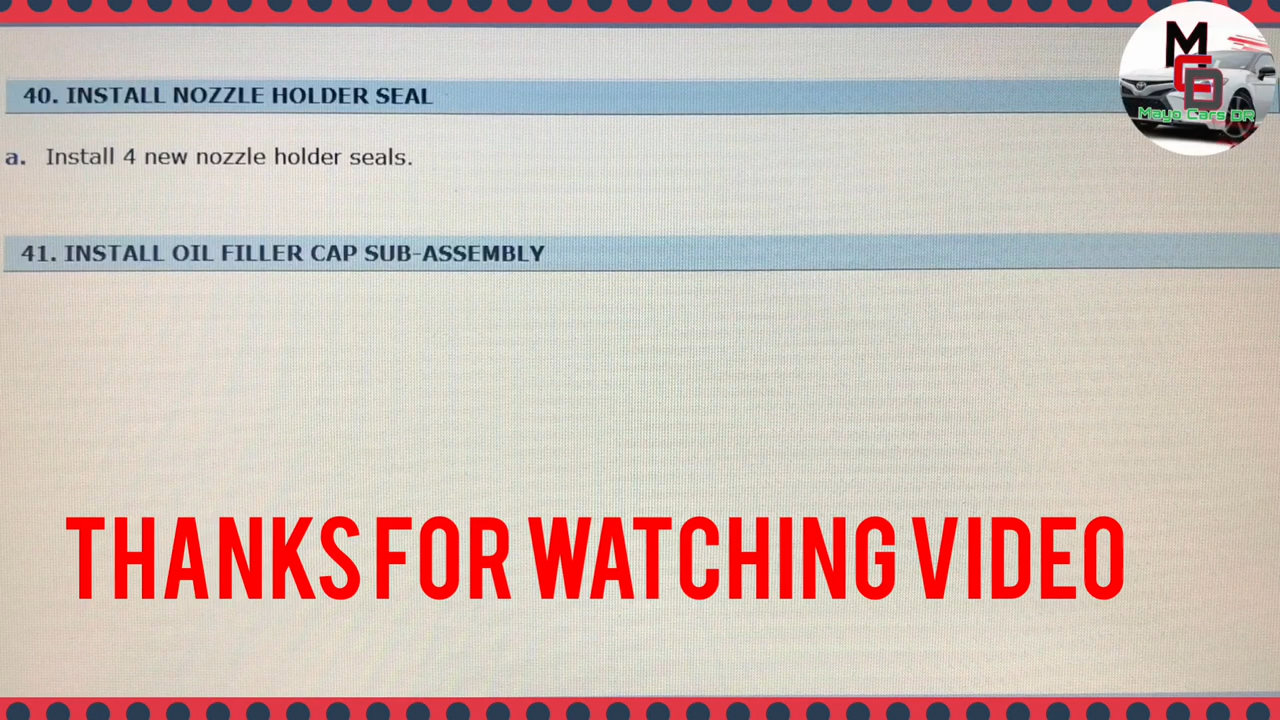 40. INSTALL NOZZLE HOLDER SEAL
a. Install 4 new nozzle holder seals.
41. INSTALL OIL FILLER CAP SUB-ASSEMBLY
THANKS FOR WATCHING VIDEO
MCD
Mayo Cars DR